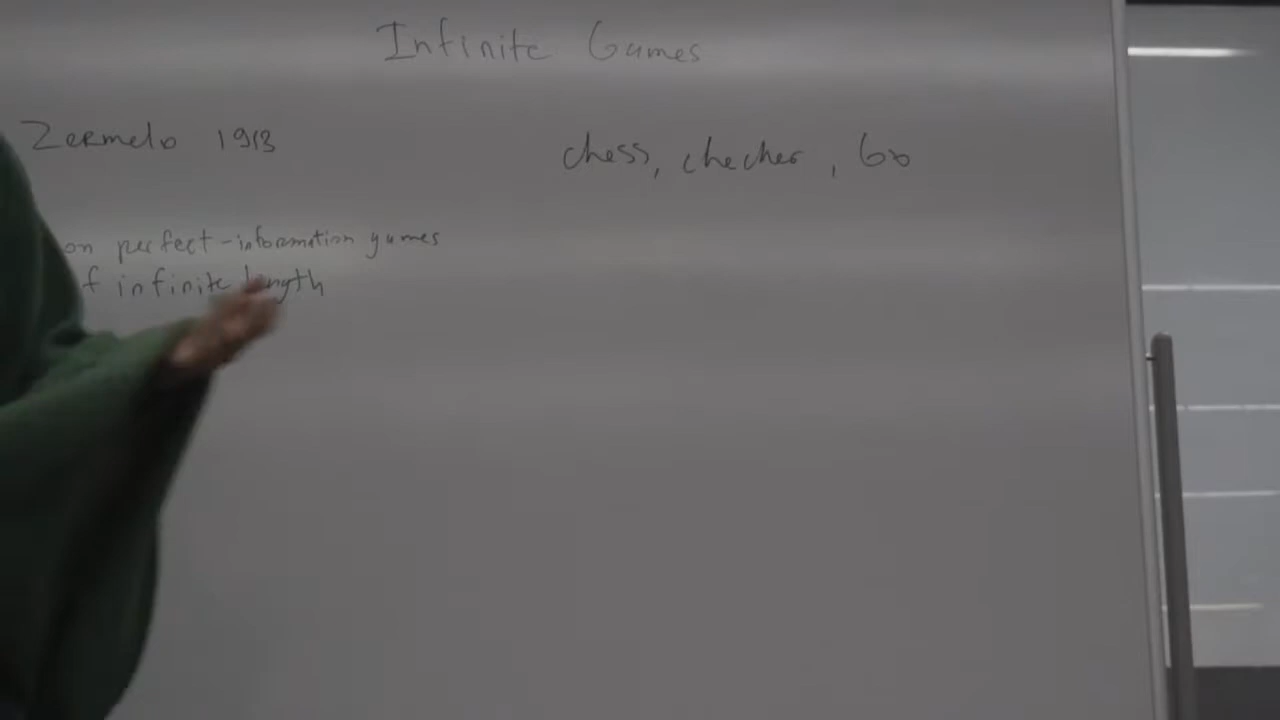 Infinite Games
Zermelo 1913
chess, checker, Go
on perfect-information games
f infinite length